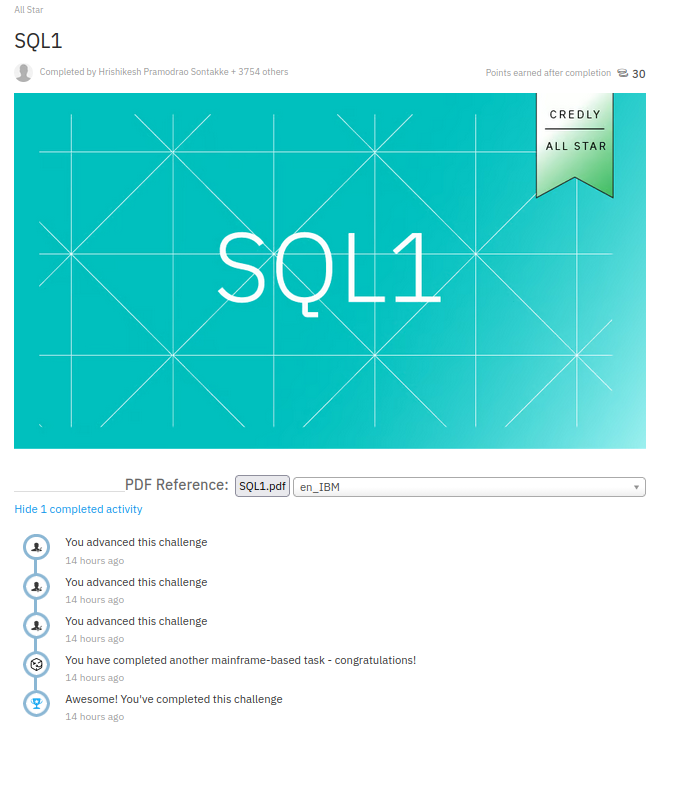 All Star
SQL1
Completed by Hrishikesh Pramodrao Sontakke + 3754 others
Points earned after completion 30
CREDLY
ALL STAR
SQL1
PDF Reference: SQL1.pdf en_IBM
Hide 1 completed activity
You advanced this challenge
14 hours ago
You advanced this challenge
14 hours ago
You advanced this challenge
14 hours ago
You have completed another mainframe-based task - congratulations!
14 hours ago
Awesome! You've completed this challenge
14 hours ago